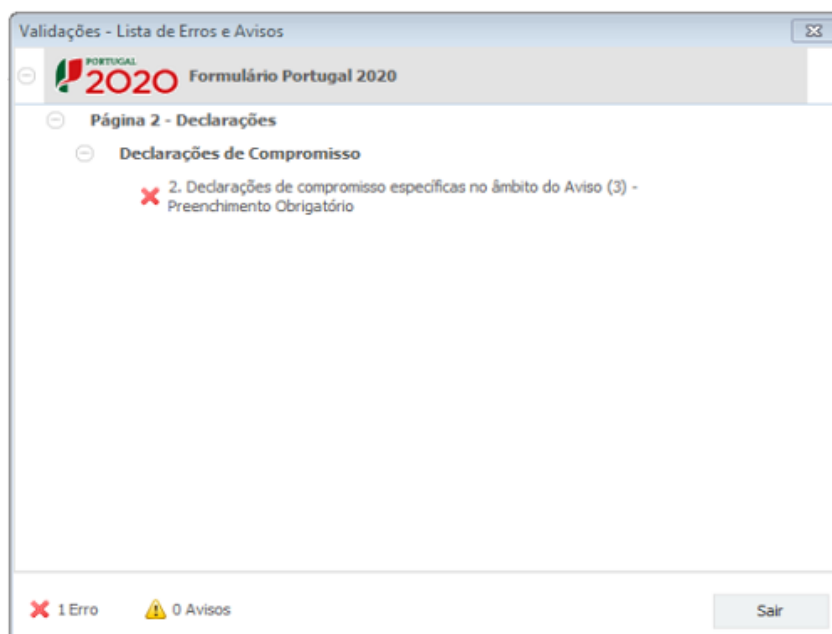 Validações - Lista de Erros e Avisos
PORTUGAL
2020
Formulário Portugal 2020
Página 2 - Declarações
Declarações de Compromisso
2. Declarações de compromisso específicas no âmbito do Aviso (3) -
Preenchimento Obrigatório
1 Erro
0 Avisos
Sair